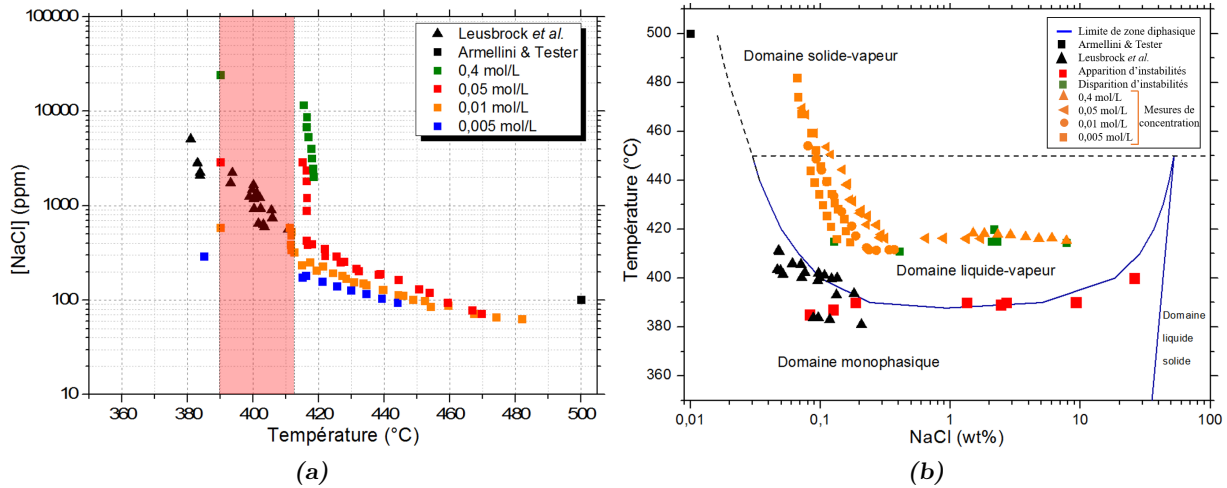 100000
10000
1000
100
10
[NaCl] (ppm)
360 380 400 420 440 460 480 500
Température (°C)
Leusbrock et al.
Armellini & Tester
0,4 mol/L
0,05 mol/L
0,01 mol/L
0,005 mol/L
(a)
500
480
460
440
420
400
380
360
Température (°C)
0,01 0,1 1 10 100
NaCl (wt%)
Domaine solide-vapeur
Limite de zone diphasique
Armellini & Tester
Leusbrock et al.
Apparition d'instabilités
Disparition d'instabilités
0,4 mol/L
0,05 mol/L
0,01 mol/L
0,005 mol/L
Mesures de
concentration
Domaine liquide-vapeur
Domaine monophasique
Domaine
liquide
solide
(b)